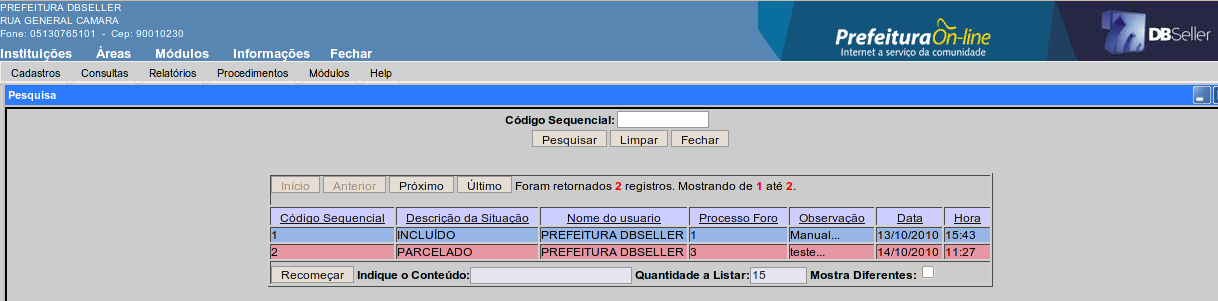 PREFEITURA DBSELLER
RUA GENERAL CAMARA
Fone: 05130765101 - Cep: 90010230
PrefeituraOn-line
Internet a serviço da comunidade
DBSeller
Instituições Áreas Módulos Informações Fechar
Cadastros Consultas Relatórios Procedimentos Módulos Help
Pesquisa
Código Sequencial:
Pesquisar Limpar Fechar
Início Anterior Próximo Último Foram retornados 2 registros. Mostrando de 1 até 2.
Código Sequencial Descrição da Situação Nome do usuario Processo Foro Observação Data Hora
1 INCLUÍDO PREFEITURA DBSELLER 1 Manual... 13/10/2010 15:43
2 PARCELADO PREFEITURA DBSELLER 3 teste... 14/10/2010 11:27
Recomeçar Indique o Conteúdo: Quantidade a Listar: 15 Mostra Diferentes: